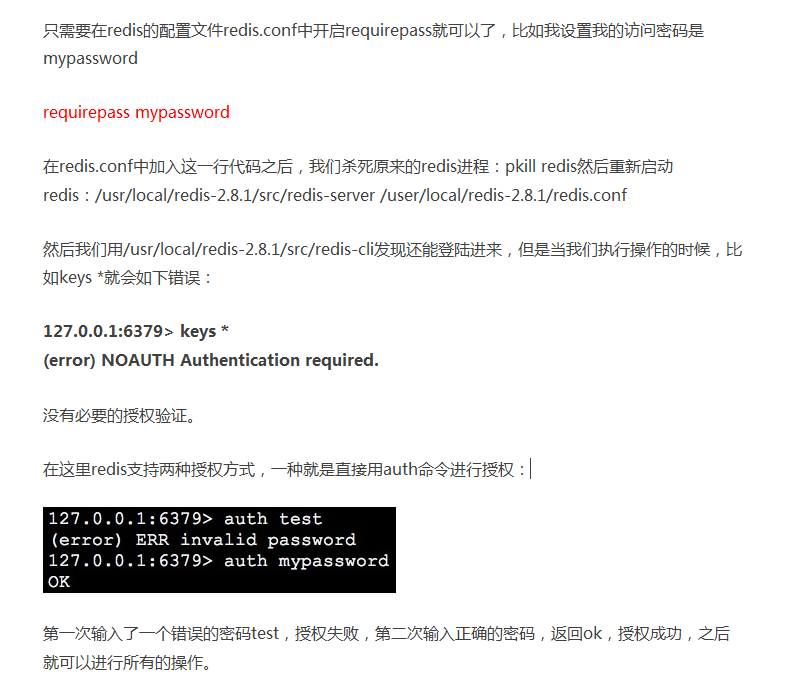 只需要在redis的配置文件redis.conf中开启requirepass就可以了，比如我设置我的访问密码是
mypassword
requirepass mypassword
在redis.conf中加入这一行代码之后，我们杀死原来的redis进程：pkill redis然后重新启动
redis：/usr/local/redis-2.8.1/src/redis-server /user/local/redis-2.8.1/redis.conf
然后我们用/usr/local/redis-2.8.1/src/redis-cli发现还能登陆进来，但是当我们执行操作的时候，比
如keys *就会如下错误：
127.0.0.1:6379> keys *
(error) NOAUTH Authentication required.
没有必要的授权验证。
在这里redis支持两种授权方式，一种就是直接用auth命令进行授权：
127.0.0.1:6379> auth test
(error) ERR invalid password
127.0.0.1:6379> auth mypassword
OK
第一次输入了一个错误的密码test，授权失败，第二次输入正确的密码，返回ok，授权成功，之后
就可以进行所有的操作。